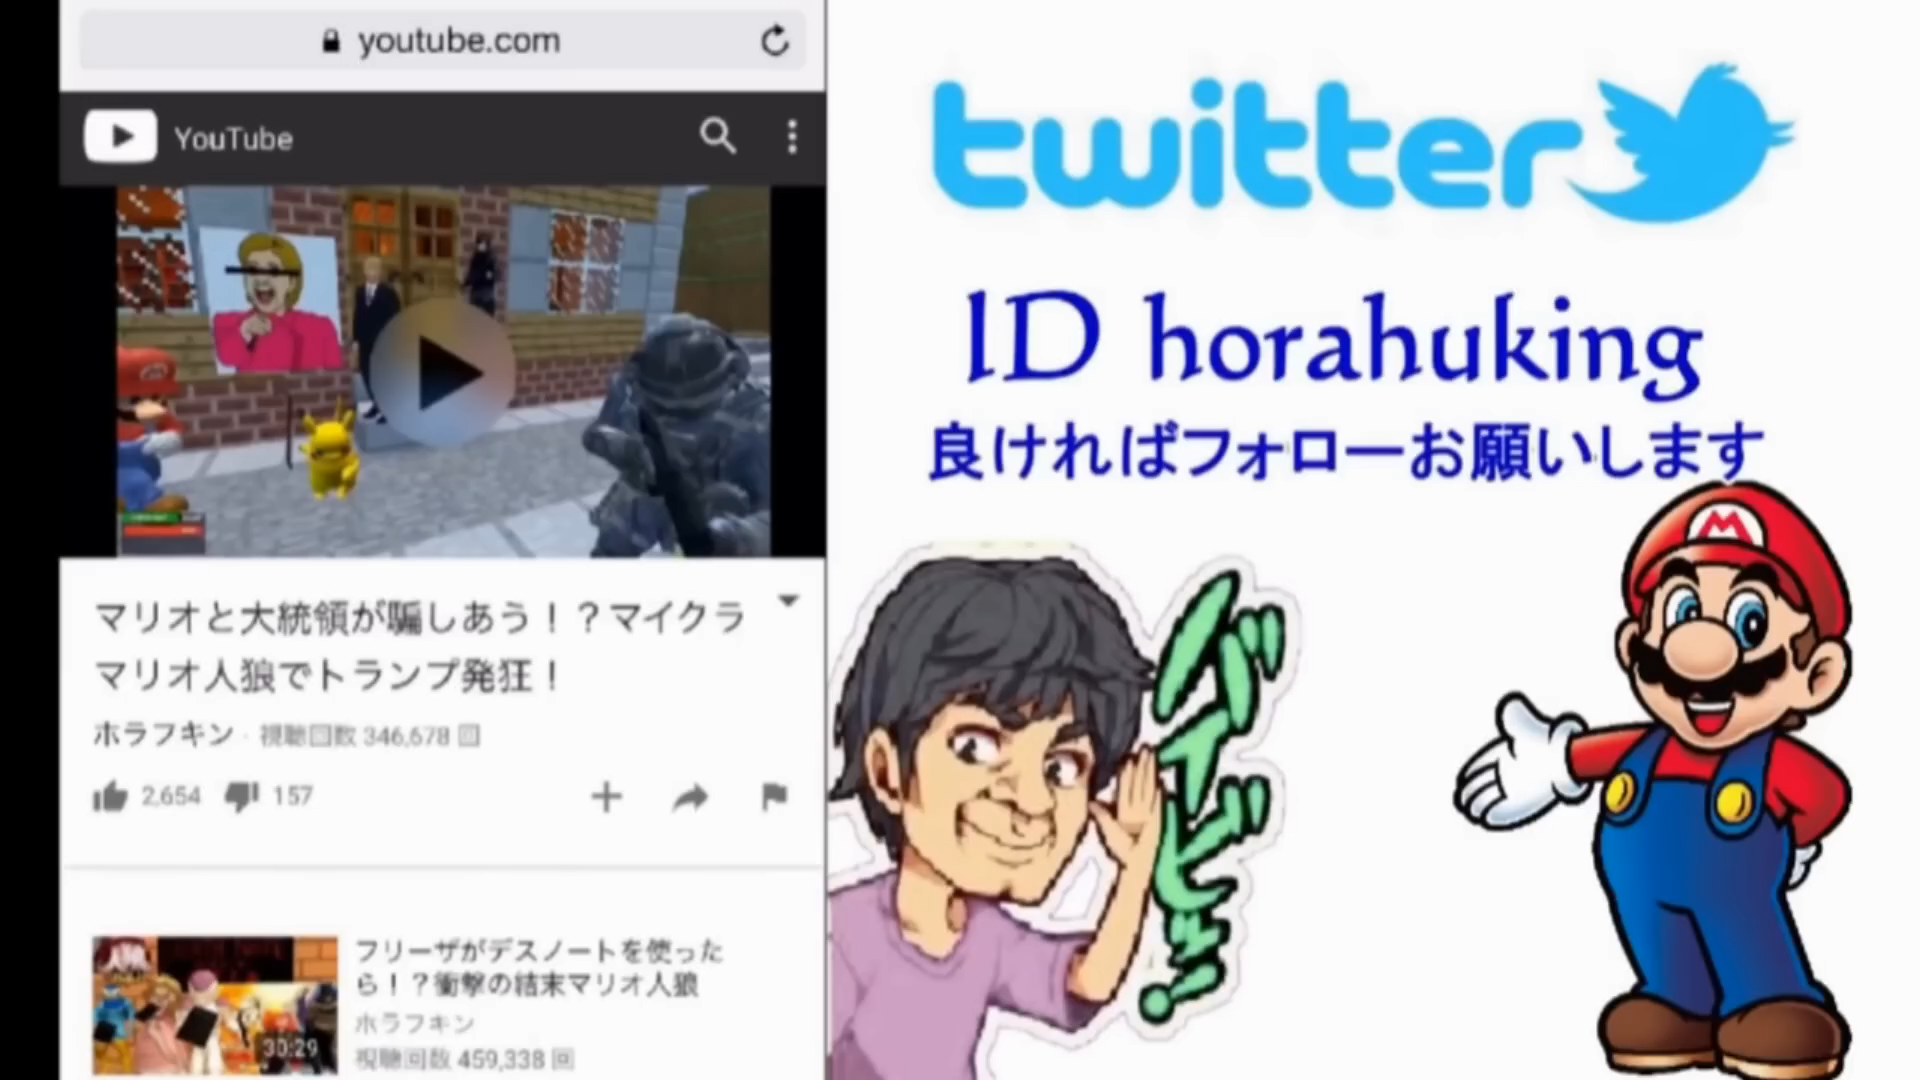 youtube.com
YouTube
マリオと大統領が騙しあう！？マイクラ
マリオ人狼でトランプ発狂！
ホラフキン · 視聴回数 346,678 回
2,654 157
フリーザがデスノートを使った
ら！？衝撃の結末マリオ人狼
ホラフキン
視聴回数 459,338 回
30:29
twitter
ID horahuking
良ければフォローお願いします
バイビー！
M